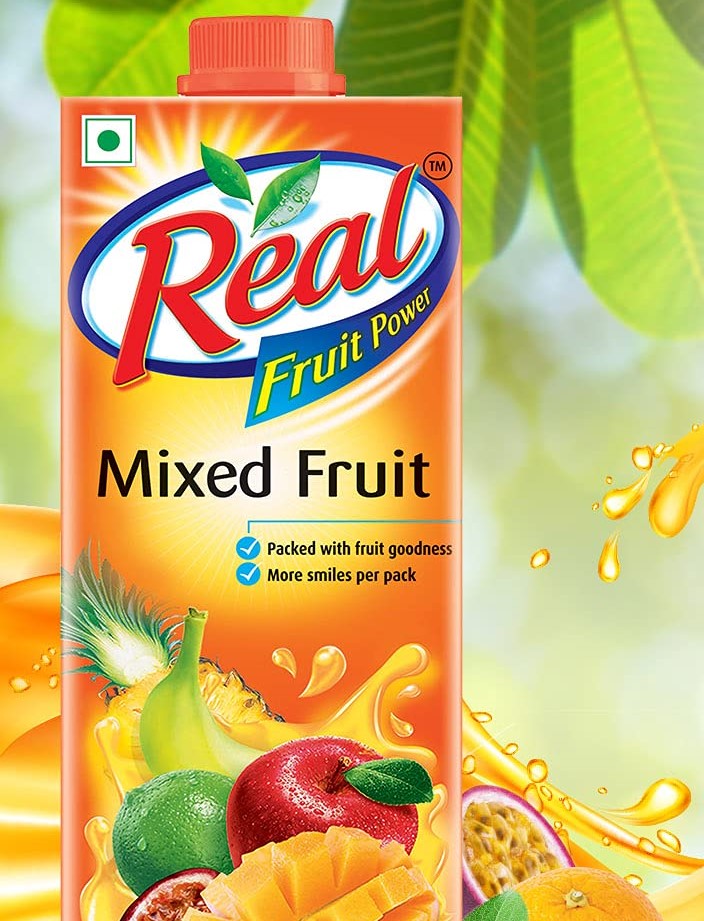 Real
TM
Fruit Power
Mixed Fruit
Packed with fruit goodness
More smiles per pack